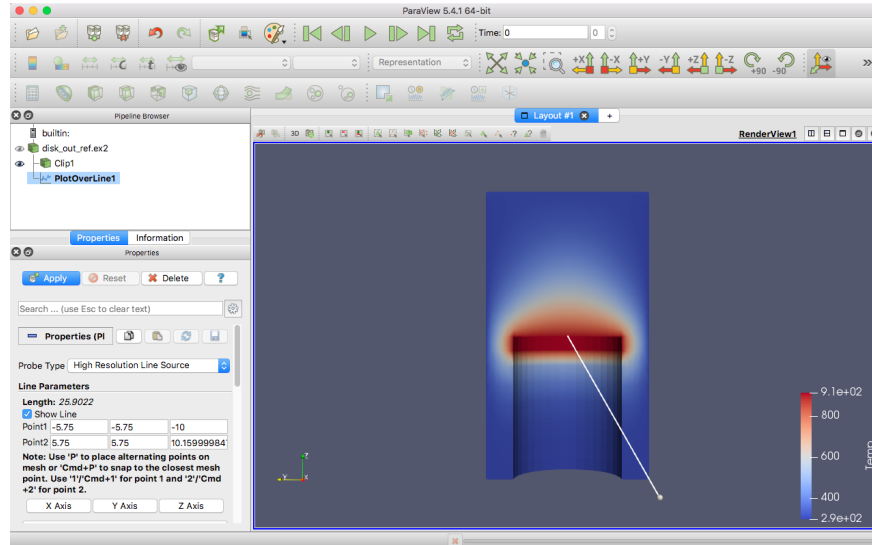 ParaView 5.4.1 64-bit
Time: 0 0
Representation +X -X +Y -Y +Z -Z +90 -90 »
Pipeline Browser
Layout #1 +
builtin:
disk_out_ref.ex2
Clip1
PlotOverLine1
3D
RenderView1
Properties Information
Properties
Apply Reset Delete ?
Search ... (use Esc to clear text)
Properties (Pl
Probe Type High Resolution Line Source
Line Parameters
Length: 25.9022
Show Line
Point1 -5.75 -5.75 -10
Point2 5.75 5.75 10.15999984
Note: Use 'P' to place alternating points on
mesh or 'Cmd+P' to snap to the closest mesh
point. Use '1'/'Cmd+1' for point 1 and '2'/'Cmd
+2' for point 2.
X Axis Y Axis Z Axis
Z
Y X
9.1e+02
800
600
400
2.9e+02
Temp